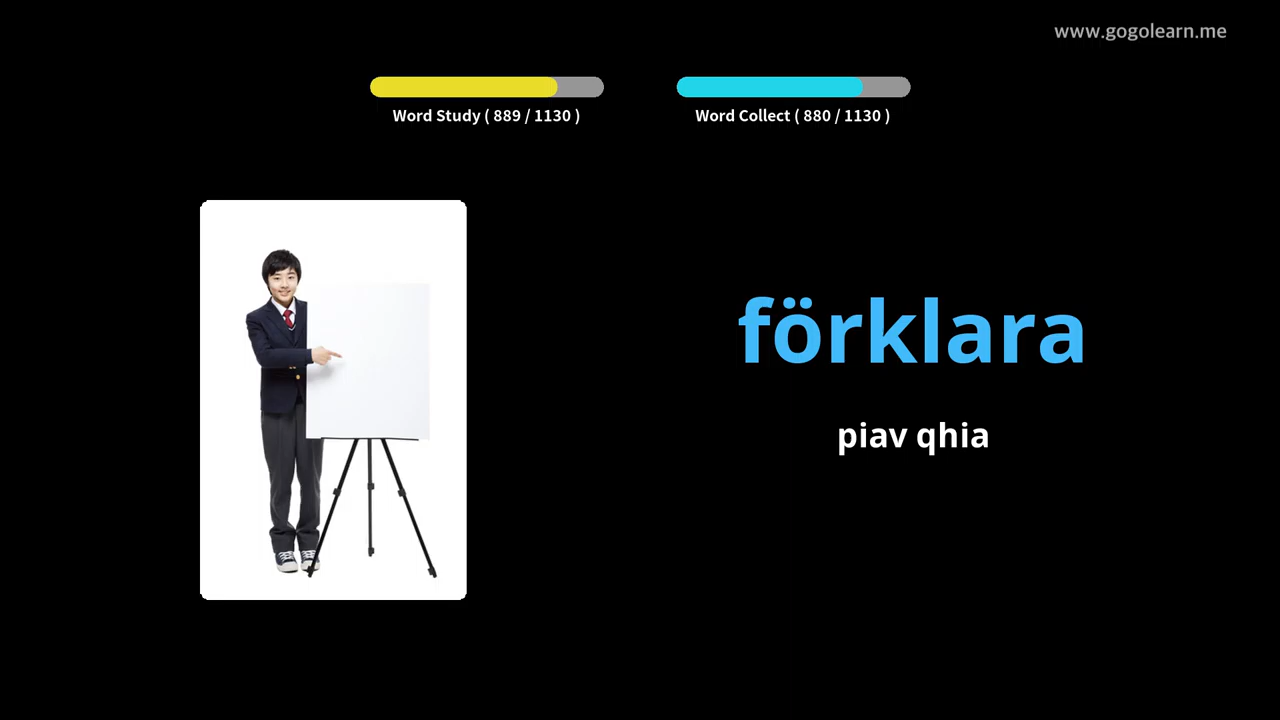 www.gogolearn.me
Word Study ( 889 / 1130 )
Word Collect ( 880 / 1130 )
förklara
piav qhia